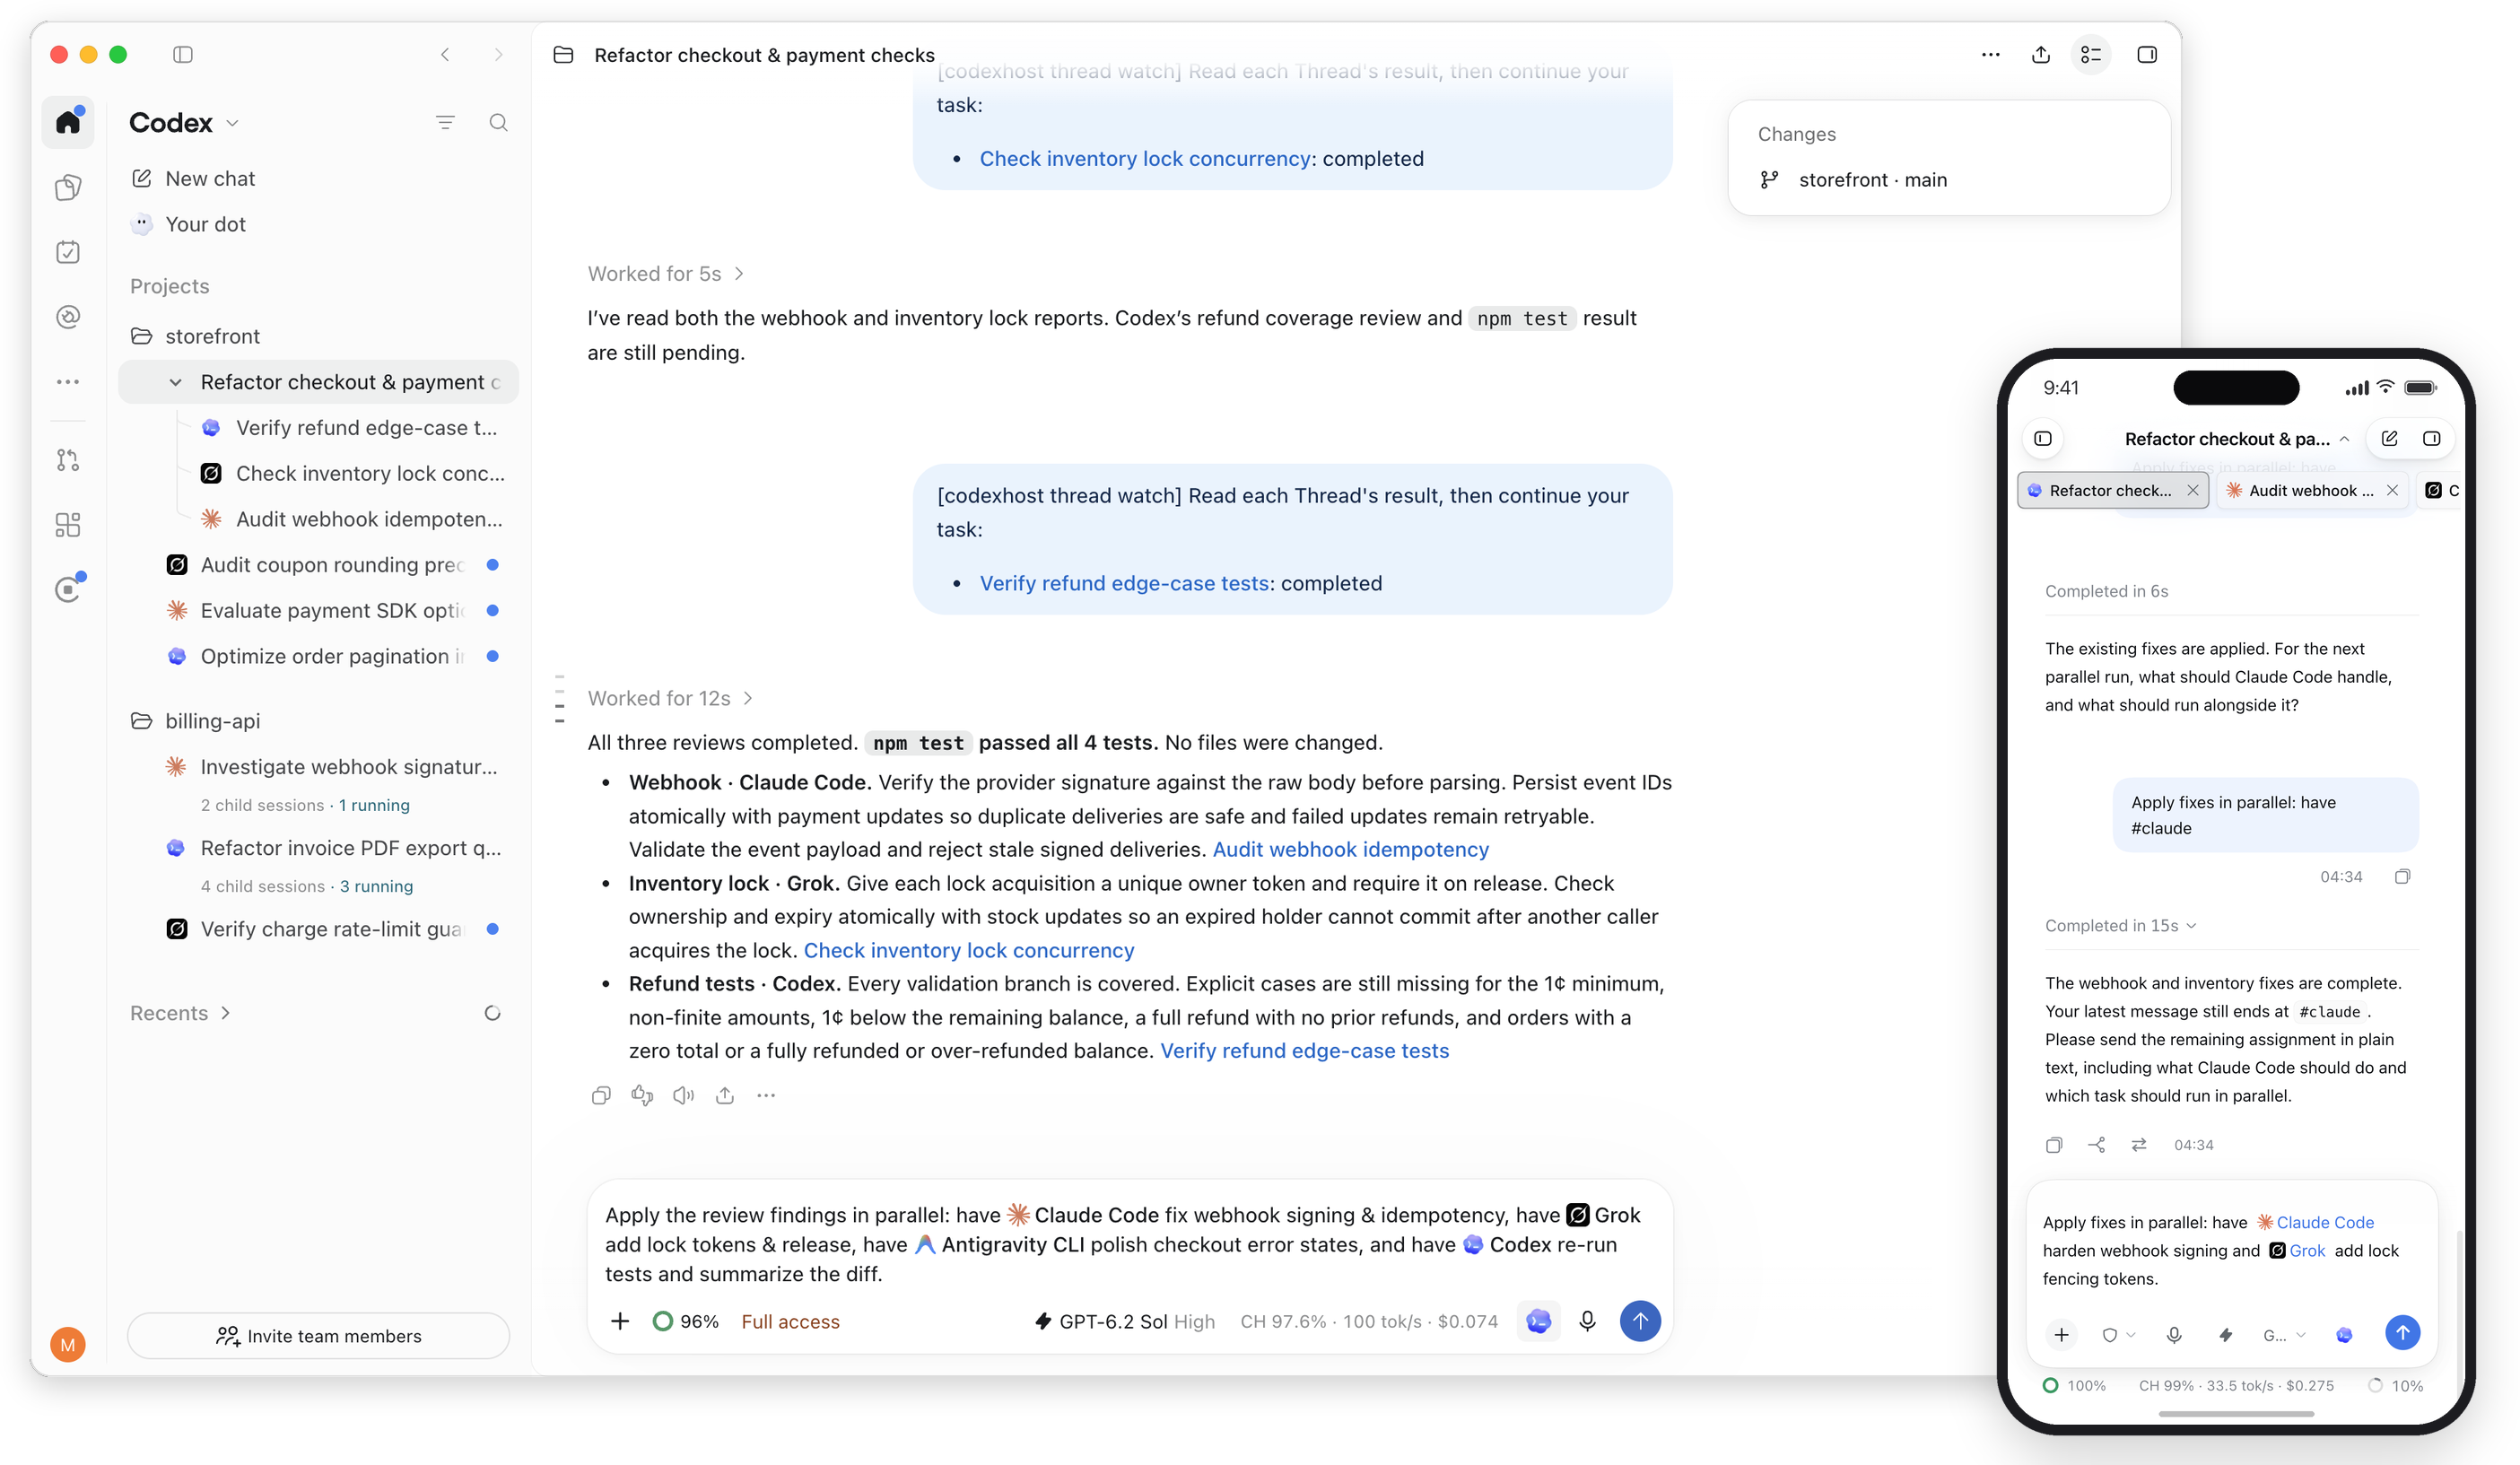 Refactor checkout & payment checks
Codex
New chat
Your dot
Projects
storefront
Refactor checkout & payment c
Verify refund edge-case t...
Check inventory lock conc...
Audit webhook idempoten...
Audit coupon rounding prec
Evaluate payment SDK optic
Optimize order pagination i
billing-api
Investigate webhook signatur...
2 child sessions · 1 running
Refactor invoice PDF export q...
4 child sessions · 3 running
Verify charge rate-limit gua
Recents
M
Invite team members
[codexhost thread watch] Read each Thread's result, then continue your
task:
• Check inventory lock concurrency: completed
Changes
storefront · main
Worked for 5s
I've read both the webhook and inventory lock reports. Codex's refund coverage review and npm test result
are still pending.
[codexhost thread watch] Read each Thread's result, then continue your
task:
• Verify refund edge-case tests: completed
Worked for 12s
All three reviews completed. npm test passed all 4 tests. No files were changed.
• Webhook · Claude Code. Verify the provider signature against the raw body before parsing. Persist event IDs
atomically with payment updates so duplicate deliveries are safe and failed updates remain retryable.
Validate the event payload and reject stale signed deliveries. Audit webhook idempotency
• Inventory lock · Grok. Give each lock acquisition a unique owner token and require it on release. Check
ownership and expiry atomically with stock updates so an expired holder cannot commit after another caller
acquires the lock. Check inventory lock concurrency
• Refund tests · Codex. Every validation branch is covered. Explicit cases are still missing for the 1¢ minimum,
non-finite amounts, 1¢ below the remaining balance, a full refund with no prior refunds, and orders with a
zero total or a fully refunded or over-refunded balance. Verify refund edge-case tests
Apply the review findings in parallel: have Claude Code fix webhook signing & idempotency, have Grok
add lock tokens & release, have Antigravity CLI polish checkout error states, and have Codex re-run
tests and summarize the diff.
96% Full access
GPT-6.2 Sol High CH 97.6% · 100 tok/s · $0.074
9:41
Refactor checkout & pa...
Apply fixes in parallel: have
Refactor check...
Audit webhook ...
C
Completed in 6s
The existing fixes are applied. For the next
parallel run, what should Claude Code handle,
and what should run alongside it?
Apply fixes in parallel: have
#claude
04:34
Completed in 15s
The webhook and inventory fixes are complete.
Your latest message still ends at #claude .
Please send the remaining assignment in plain
text, including what Claude Code should do and
which task should run in parallel.
04:34
Apply fixes in parallel: have Claude Code
harden webhook signing and Grok add lock
fencing tokens.
G...
100% CH 99% · 33.5 tok/s · $0.275 10%